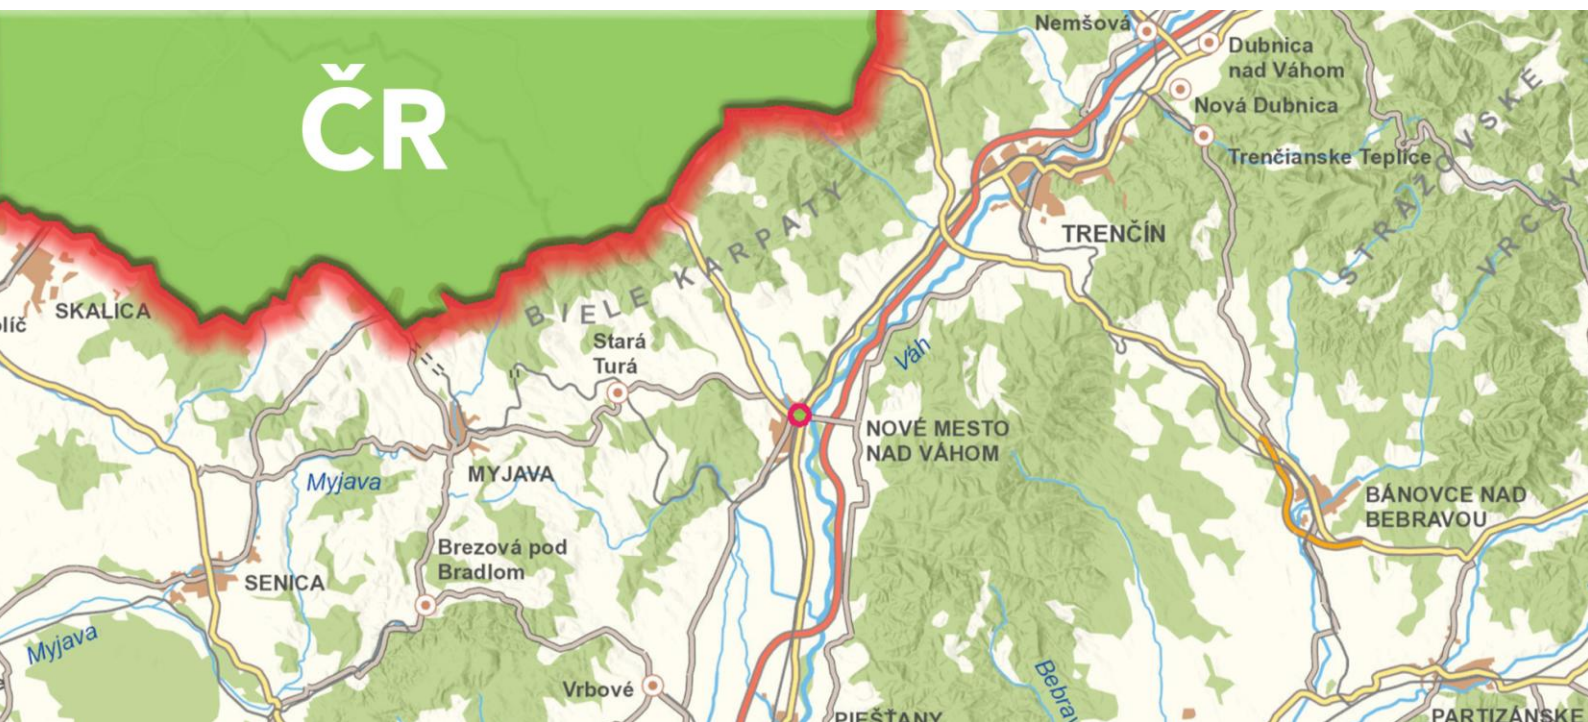 Nemšová
Dubnica
nad Váhom
Nová Dubnica
Trenčianske Teplice
STRÁŽOVSKÉ
VRCHY
ČR
TRENČÍN
BIELE KARPATY
SKALICA
Stará
Turá
Váh
NOVÉ MESTO
NAD VÁHOM
MYJAVA
Myjava
BÁNOVCE NAD
BEBRAVOU
Brezová pod
Bradlom
SENICA
Myjava
Vrbové
Bebrav
PIEŠŤANY
PARTIZÁNSKE